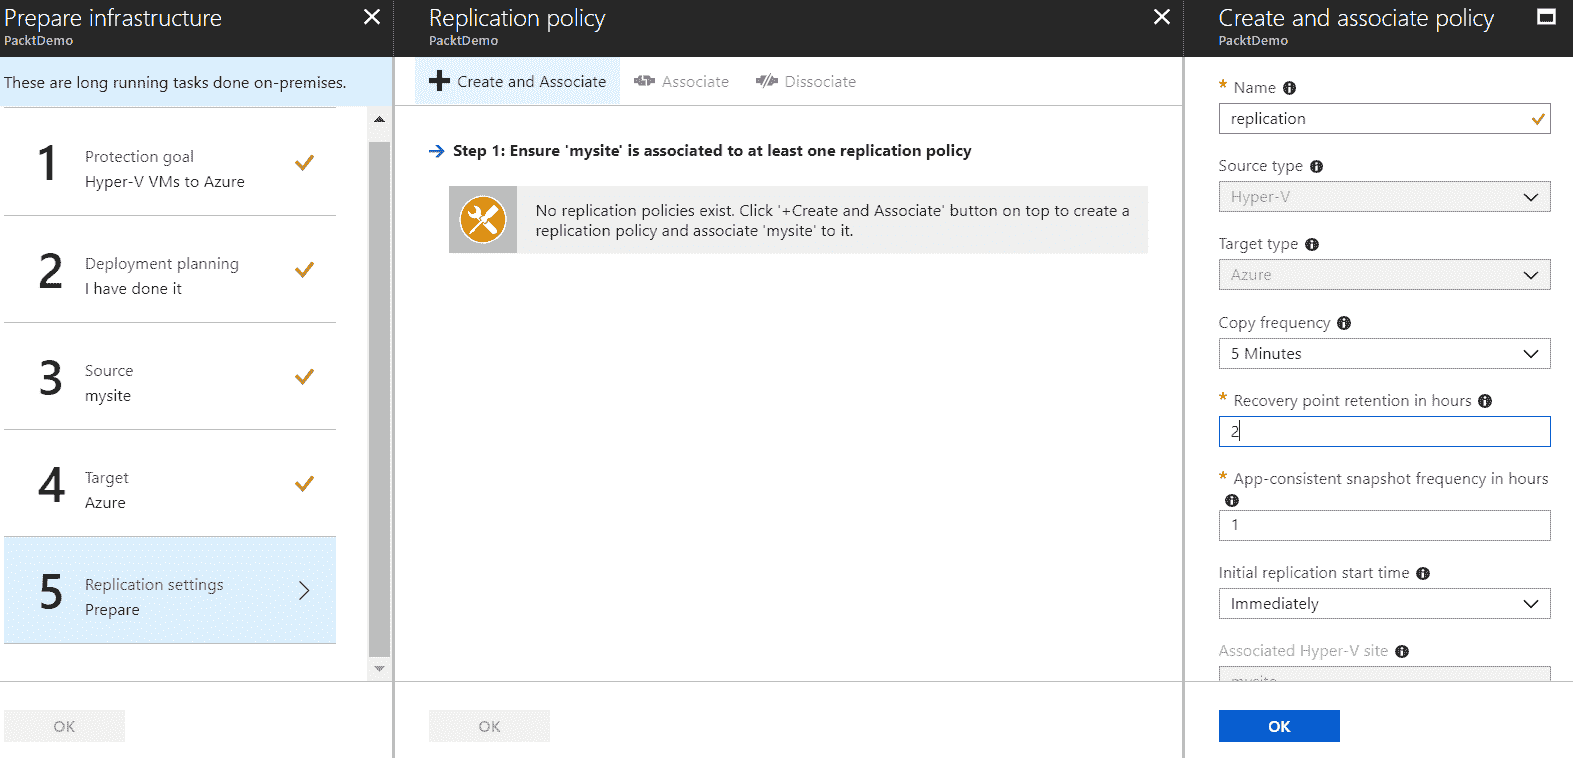 Prepare infrastructure
PacktDemo
These are long running tasks done on-premises.
1
Protection goal
Hyper-V VMs to Azure
2
Deployment planning
I have done it
3
Source
mysite
4
Target
Azure
5
Replication settings
Prepare
OK
Replication policy
PacktDemo
Create and Associate
Associate
Dissociate
Step 1: Ensure 'mysite' is associated to at least one replication policy
No replication policies exist. Click '+Create and Associate' button on top to create a
replication policy and associate 'mysite' to it.
OK
Create and associate policy
PacktDemo
* Name
replication
Source type
Hyper-V
Target type
Azure
Copy frequency
5 Minutes
* Recovery point retention in hours
2
* App-consistent snapshot frequency in hours
1
Initial replication start time
Immediately
Associated Hyper-V site
mysite
OK